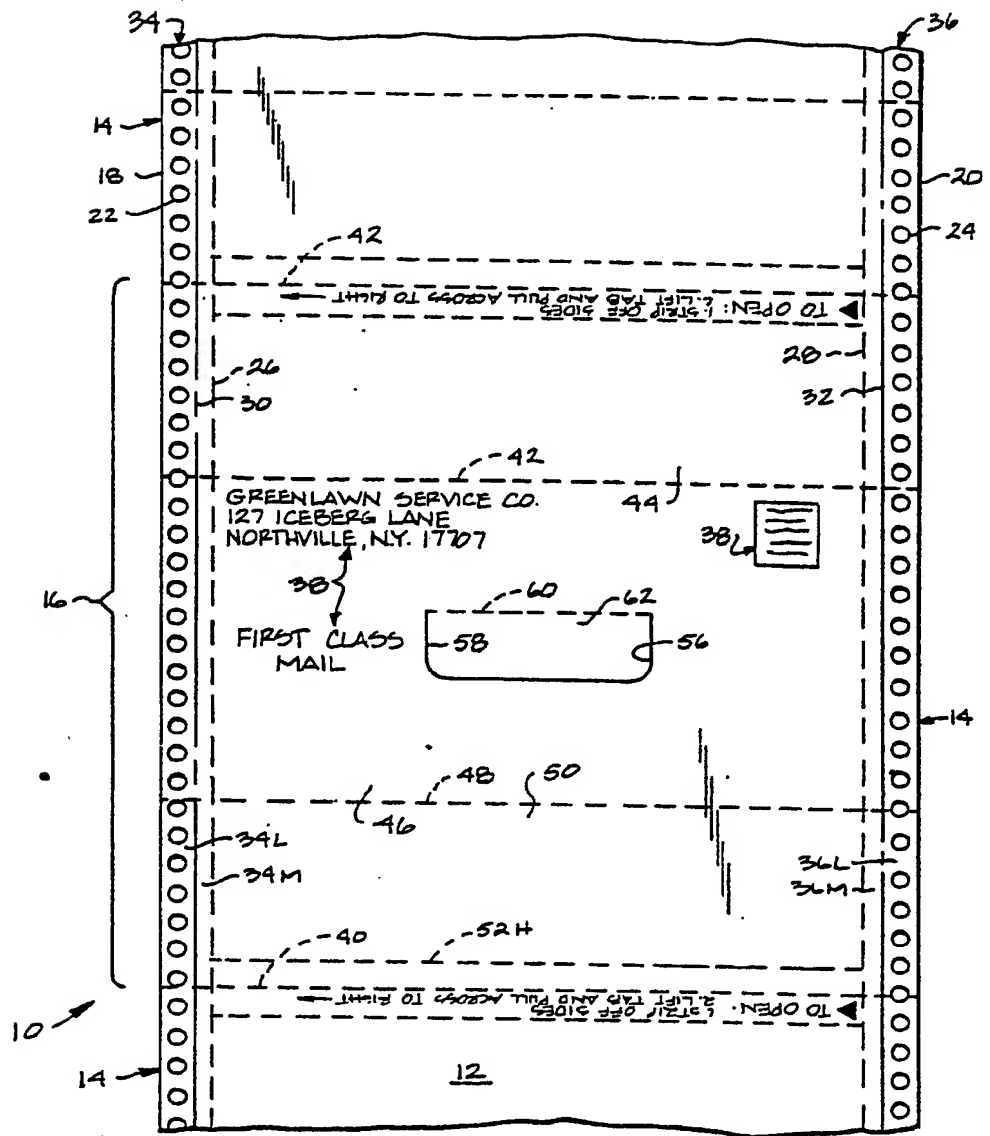 34
36
14
18
20
22
24
42
TO OPEN: 1. STRIP OFF SIDES
2. LIFT TAB AND PULL ACROSS TO RIGHT
28
26
30
32
42
44
GREENLAWN SERVICE CO.
127 ICEBERG LANE
NORTHVILLE, N.Y. 17707
38L
38
16
60
62
FIRST CLASS
MAIL
58
56
14
48
50
46
34L
36L
34M
36M
52H
40
TO OPEN. 1. STRIP OFF SIDES
2. LIFT TAB AND PULL ACROSS TO RIGHT
10
14
12